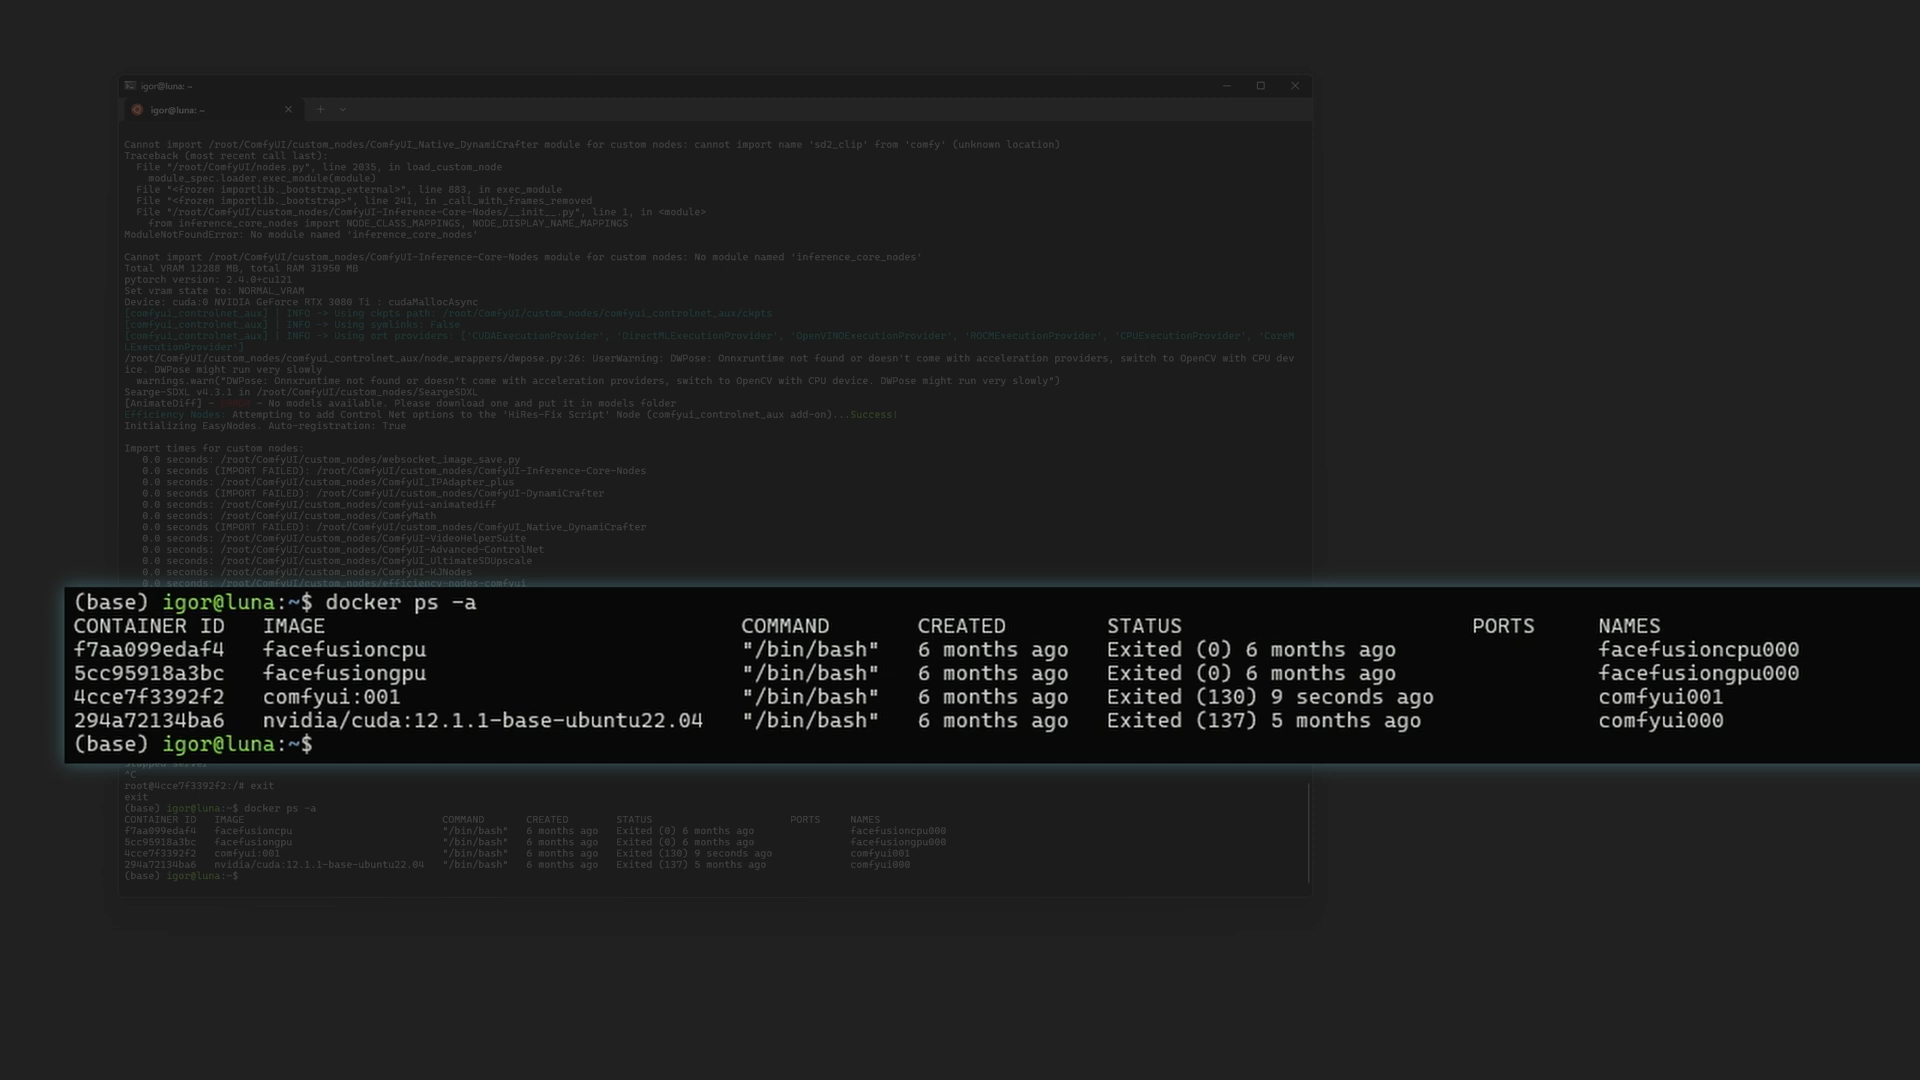 igor@luna: ~
igor@luna: ~
Cannot import /root/ComfyUI/custom_nodes/ComfyUI_Native_DynamiCrafter module for custom nodes: cannot import name 'sd2_clip' from 'comfy' (unknown location)
Traceback (most recent call last):
File "/root/ComfyUI/nodes.py", line 2035, in load_custom_node
module_spec.loader.exec_module(module)
File "<frozen importlib._bootstrap_external>", line 883, in exec_module
File "<frozen importlib._bootstrap>", line 241, in _call_with_frames_removed
File "/root/ComfyUI/custom_nodes/ComfyUI-Inference-Core-Nodes/__init__.py", line 1, in <module>
from inference_core_nodes import NODE_CLASS_MAPPINGS, NODE_DISPLAY_NAME_MAPPINGS
ModuleNotFoundError: No module named 'inference_core_nodes'
Cannot import /root/ComfyUI/custom_nodes/ComfyUI-Inference-Core-Nodes module for custom nodes: No module named 'inference_core_nodes'
Total VRAM 12288 MB, total RAM 31950 MB
pytorch version: 2.4.0+cu121
Set vram state to: NORMAL_VRAM
Device: cuda:0 NVIDIA GeForce RTX 3080 Ti : cudaMallocAsync
[comfyui_controlnet_aux] | INFO -> Using ckpts path: /root/ComfyUI/custom_nodes/comfyui_controlnet_aux/ckpts
[comfyui_controlnet_aux] | INFO -> Using symlinks: False
[comfyui_controlnet_aux] | INFO -> Using ort providers: ['CUDAExecutionProvider', 'DirectMLExecutionProvider', 'OpenVINOExecutionProvider', 'ROCMExecutionProvider', 'CPUExecutionProvider', 'CoreM
LExecutionProvider']
/root/ComfyUI/custom_nodes/comfyui_controlnet_aux/node_wrappers/dwpose.py:26: UserWarning: DWPose: Onnxruntime not found or doesn't come with acceleration providers, switch to OpenCV with CPU dev
ice. DWPose might run very slowly
warnings.warn("DWPose: Onnxruntime not found or doesn't come with acceleration providers, switch to OpenCV with CPU device. DWPose might run very slowly")
Searge-SDXL v4.3.1 in /root/ComfyUI/custom_nodes/SeargeSDXL
[AnimateDiff] - - No models available. Please download one and put it in models folder
Efficiency Nodes: Attempting to add Control Net options to the 'HiRes-Fix Script' Node (comfyui_controlnet_aux add-on)...Success!
Initializing EasyNodes. Auto-registration: True
Import times for custom nodes:
0.0 seconds: /root/ComfyUI/custom_nodes/websocket_image_save.py
0.0 seconds (IMPORT FAILED): /root/ComfyUI/custom_nodes/ComfyUI-Inference-Core-Nodes
0.0 seconds: /root/ComfyUI/custom_nodes/ComfyUI_IPAdapter_plus
0.0 seconds (IMPORT FAILED): /root/ComfyUI/custom_nodes/ComfyUI-DynamiCrafter
0.0 seconds: /root/ComfyUI/custom_nodes/comfyui-animatediff
0.0 seconds: /root/ComfyUI/custom_nodes/ComfyMath
0.0 seconds (IMPORT FAILED): /root/ComfyUI/custom_nodes/ComfyUI_Native_DynamiCrafter
0.0 seconds: /root/ComfyUI/custom_nodes/ComfyUI-VideoHelperSuite
0.0 seconds: /root/ComfyUI/custom_nodes/ComfyUI-Advanced-ControlNet
0.0 seconds: /root/ComfyUI/custom_nodes/ComfyUI_UltimateSDUpscale
0.0 seconds: /root/ComfyUI/custom_nodes/ComfyUI-KJNodes
0.0 seconds: /root/ComfyUI/custom_nodes/efficiency-nodes-comfyui
(base) igor@luna:~$ docker ps -a
CONTAINER ID IMAGE COMMAND CREATED STATUS PORTS NAMES
f7aa099edaf4 facefusioncpu "/bin/bash" 6 months ago Exited (0) 6 months ago facefusioncpu000
5cc95918a3bc facefusiongpu "/bin/bash" 6 months ago Exited (0) 6 months ago facefusiongpu000
4cce7f3392f2 comfyui:001 "/bin/bash" 6 months ago Exited (130) 9 seconds ago comfyui001
294a72134ba6 nvidia/cuda:12.1.1-base-ubuntu22.04 "/bin/bash" 6 months ago Exited (137) 5 months ago comfyui000
(base) igor@luna:~$
Stopped server
^C
root@4cce7f3392f2:/# exit
exit
(base) igor@luna:~$ docker ps -a
CONTAINER ID IMAGE COMMAND CREATED STATUS PORTS NAMES
f7aa099edaf4 facefusioncpu "/bin/bash" 6 months ago Exited (0) 6 months ago facefusioncpu000
5cc95918a3bc facefusiongpu "/bin/bash" 6 months ago Exited (0) 6 months ago facefusiongpu000
4cce7f3392f2 comfyui:001 "/bin/bash" 6 months ago Exited (130) 9 seconds ago comfyui001
294a72134ba6 nvidia/cuda:12.1.1-base-ubuntu22.04 "/bin/bash" 6 months ago Exited (137) 5 months ago comfyui000
(base) igor@luna:~$